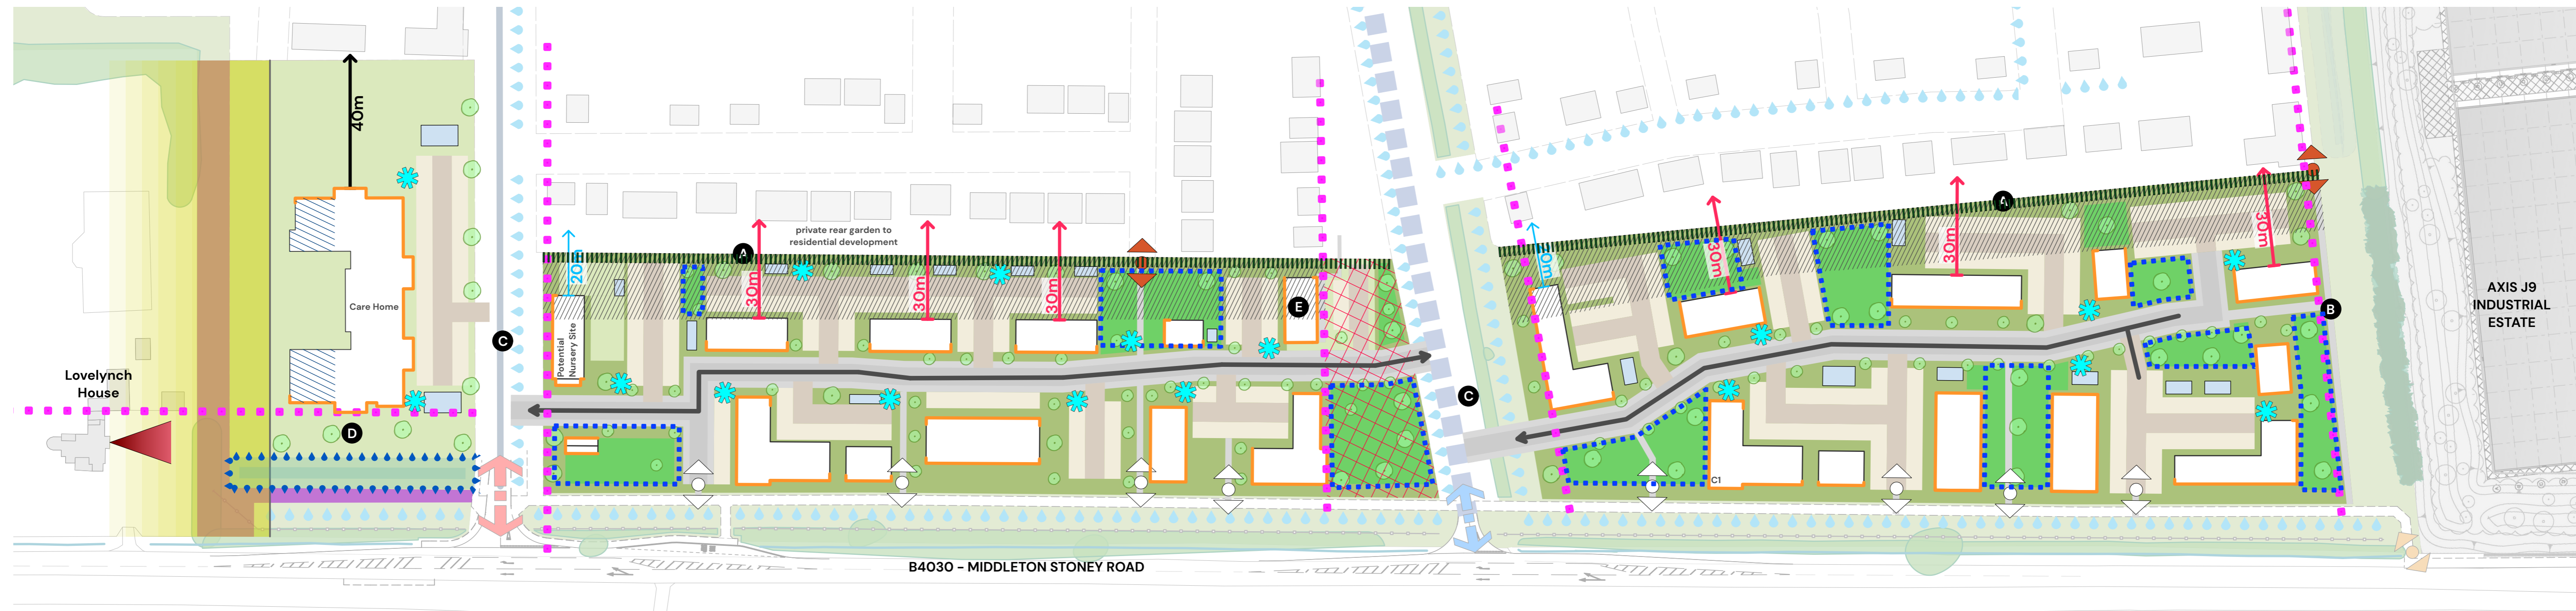 40m
private rear garden to
residential development
A
A
20m
30m
30m
30m
30m
30m
30m
E
B
Care Home
C
Potential
Nursery Site
AXIS J9
INDUSTRIAL
ESTATE
Lovelynch
House
C
D
C1
B4030 - MIDDLETON STONEY ROAD